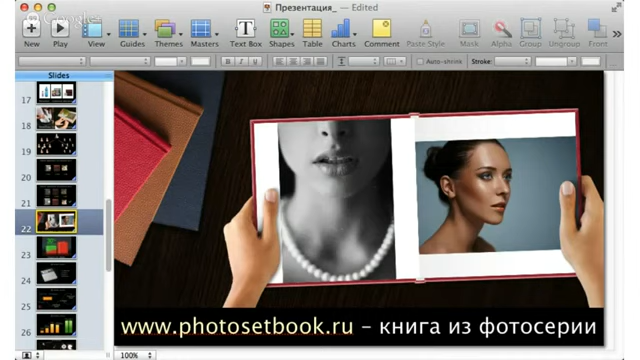 Презентация_ — Edited
New
Play
View
Guides
Themes
Masters
Text Box
Shapes
Table
Charts
Comment
Paste Style
Mask
Alpha
Group
Ungroup
Front
B I U
Auto-shrink
Stroke:
Slides
17
18
19
20
21
22
23
24
25
26
www.photosetbook.ru – книга из фотосерии
100%